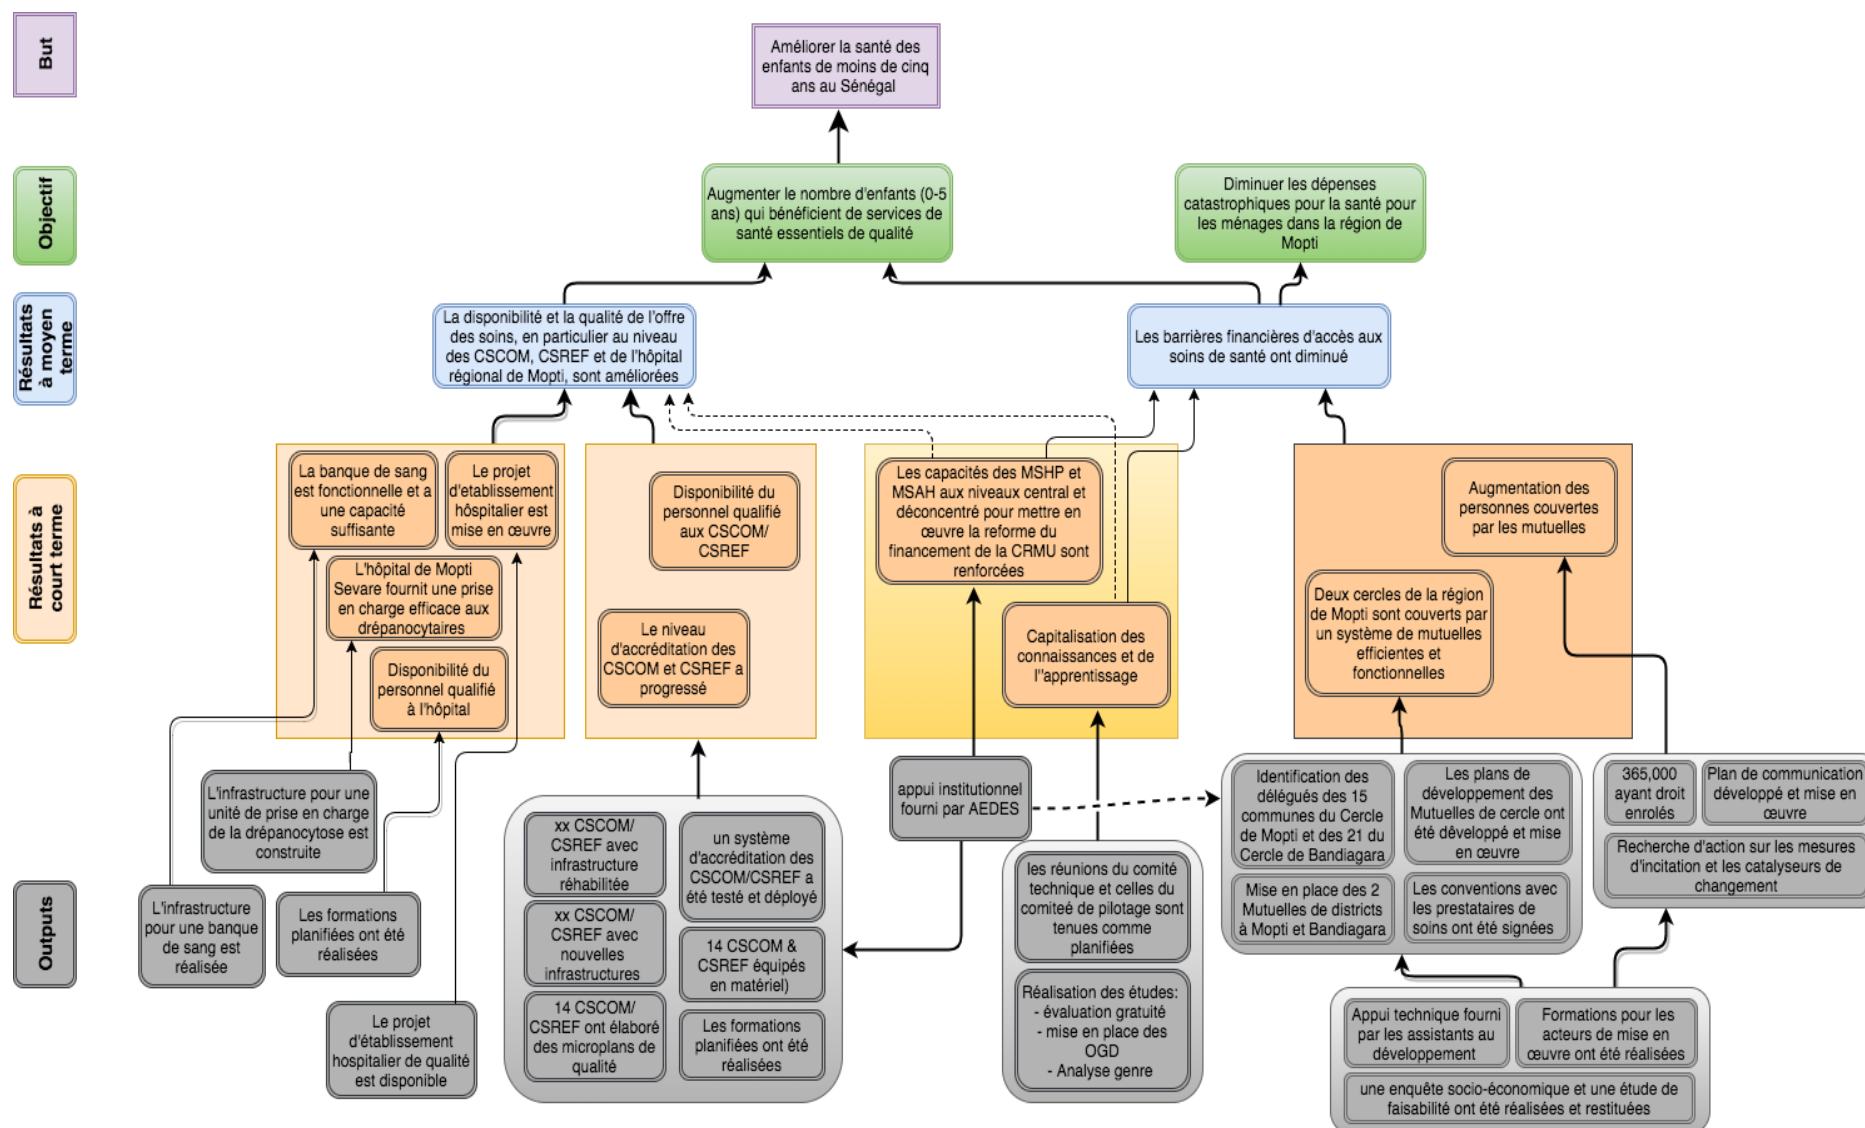 But
Améliorer la santé des
enfants de moins de cinq
ans au Sénégal
Objectif
Augmenter le nombre d'enfants (0-5
ans) qui bénéficient de services de
santé essentiels de qualité
Diminuer les dépenses
catastrophiques pour la santé pour
les ménages dans la région de
Mopti
Résultats
à moyen
terme
La disponibilité et la qualité de l'offre
des soins, en particulier au niveau
des CSCOM, CSREF et de l'hôpital
régional de Mopti, sont améliorées
Les barrières financières d'accès aux
soins de santé ont diminué
Résultats à
court terme
La banque de sang
est fonctionnelle et a
une capacité
suffisante
Le projet
d'etablissement
hôspitalier est
mise en œuvre
L'hôpital de Mopti
Sevare fournit une prise
en charge efficace aux
drépanocytaires
Disponibilité du
personnel qualifié
à l'hôpital
Disponibilité du
personnel qualifié
aux CSCOM/
CSREF
Le niveau
d'accréditation des
CSCOM et CSREF a
progressé
Les capacités des MSHP et
MSAH aux niveaux central et
déconcentré pour mettre en
œuvre la reforme du
financement de la CRMU sont
renforcées
Capitalisation des
connaissances et de
l''apprentissage
Augmentation des
personnes couvertes
par les mutuelles
Deux cercles de la région
de Mopti sont couverts par
un système de mutuelles
efficientes et
fonctionnelles
Outputs
L'infrastructure pour une
unité de prise en charge
de la drépanocytose est
construite
L'infrastructure
pour une banque
de sang est
réalisée
Les formations
planifiées ont été
réalisées
Le projet
d'établissement
hospitalier de qualité
est disponible
xx CSCOM/
CSREF avec
infrastructure
réhabilitée
un système
d'accréditation des
CSCOM/CSREF a
été testé et déployé
xx CSCOM/
CSREF avec
nouvelles
infrastructures
14 CSCOM &
CSREF équipés
en matériel)
14 CSCOM/
CSREF ont élaboré
des microplans de
qualité
Les formations
planifiées ont été
réalisées
appui institutionnel
fourni par AEDES
les réunions du comité
technique et celles du
comiteé de pilotage sont
tenues comme
planifiées
Réalisation des études:
- évaluation gratuité
- mise en place des
OGD
- Analyse genre
Identification des
délégués des 15
communes du Cercle
de Mopti et des 21 du
Cercle de Bandiagara
Les plans de
développement des
Mutuelles de cercle ont
été développé et mise
en œuvre
Mise en place des 2
Mutuelles de districts
à Mopti et Bandiagara
Les conventions avec
les prestataires de
soins ont été signées
365,000
ayant droit
enrolés
Plan de communication
développé et mise en
œuvre
Recherche d'action sur les mesures
d'incitation et les catalyseurs de
changement
Appui technique fourni
par les assistants au
développement
Formations pour les
acteurs de mise en
œuvre ont été réalisées
une enquête socio-économique et une étude de
faisabilité ont été réalisées et restituées